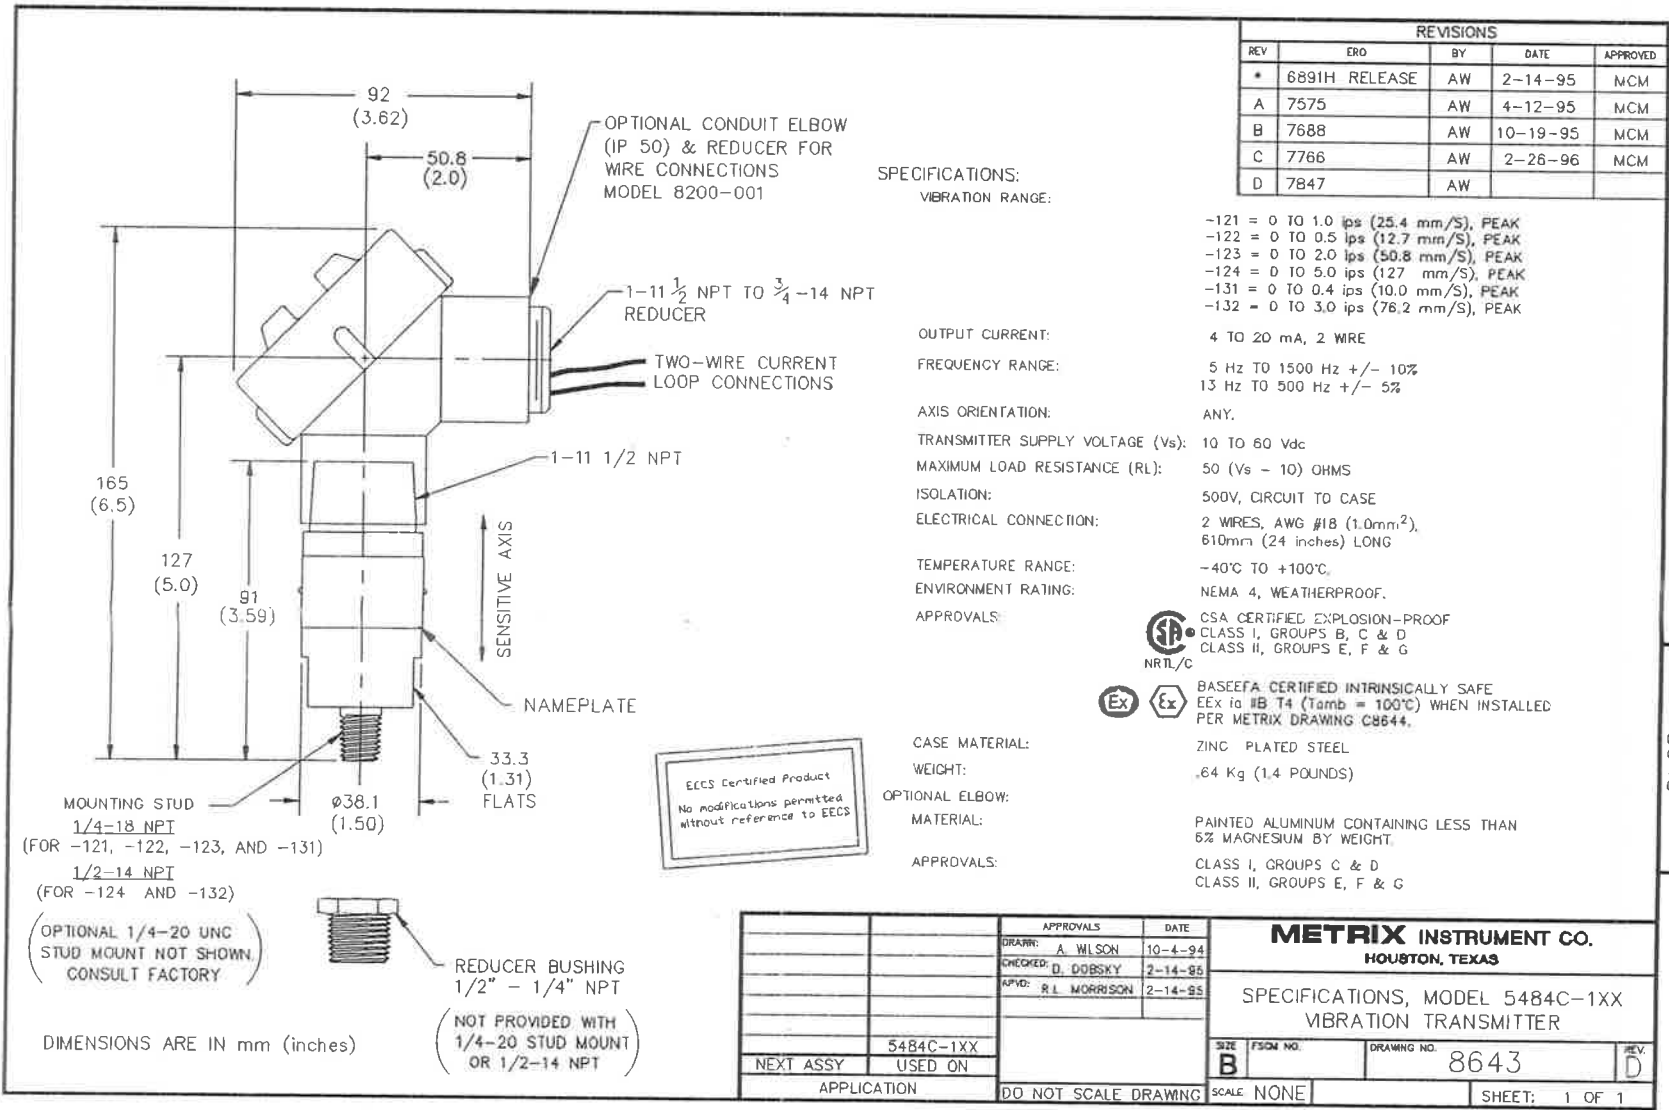 REVISIONS
REV ERO BY DATE APPROVED
* 6891H RELEASE AW 2-14-95 MCM
A 7575 AW 4-12-95 MCM
B 7688 AW 10-19-95 MCM
C 7766 AW 2-26-96 MCM
D 7847 AW
92
(3.62)
50.8
(2.0)
OPTIONAL CONDUIT ELBOW
(IP 50) & REDUCER FOR
WIRE CONNECTIONS
MODEL 8200-001
1-11 1/2 NPT TO 3/4 -14 NPT
REDUCER
TWO-WIRE CURRENT
LOOP CONNECTIONS
1-11 1/2 NPT
165
(6.5)
127
(5.0)
91
(3.59)
SENSITIVE AXIS
NAMEPLATE
33.3
(1.31)
FLATS
ø38.1
(1.50)
MOUNTING STUD
1/4-18 NPT
(FOR -121, -122, -123, AND -131)
1/2-14 NPT
(FOR -124 AND -132)
(OPTIONAL 1/4-20 UNC
STUD MOUNT NOT SHOWN.
CONSULT FACTORY)
REDUCER BUSHING
1/2" - 1/4" NPT
(NOT PROVIDED WITH
1/4-20 STUD MOUNT
OR 1/2-14 NPT)
DIMENSIONS ARE IN mm (inches)
SPECIFICATIONS:
VIBRATION RANGE:
-121 = 0 TO 1.0 ips (25.4 mm/S), PEAK
-122 = 0 TO 0.5 ips (12.7 mm/S), PEAK
-123 = 0 TO 2.0 ips (50.8 mm/S), PEAK
-124 = 0 TO 5.0 ips (127 mm/S), PEAK
-131 = 0 TO 0.4 ips (10.0 mm/S), PEAK
-132 = 0 TO 3.0 ips (76.2 mm/S), PEAK
OUTPUT CURRENT: 4 TO 20 mA, 2 WIRE
FREQUENCY RANGE: 5 Hz TO 1500 Hz +/- 10%
13 Hz TO 500 Hz +/- 5%
AXIS ORIENTATION: ANY.
TRANSMITTER SUPPLY VOLTAGE (Vs): 10 TO 60 Vdc
MAXIMUM LOAD RESISTANCE (RL): 50 (Vs - 10) OHMS
ISOLATION: 500V, CIRCUIT TO CASE
ELECTRICAL CONNECTION: 2 WIRES, AWG #18 (1.0mm²),
610mm (24 inches) LONG
TEMPERATURE RANGE: -40°C TO +100°C.
ENVIRONMENT RATING: NEMA 4, WEATHERPROOF.
APPROVALS: CSA CERTIFIED EXPLOSION-PROOF
CLASS I, GROUPS B, C & D
CLASS II, GROUPS E, F & G
NRTL/C
BASEEFA CERTIFIED INTRINSICALLY SAFE
EEx ia IIB T4 (Tamb = 100°C) WHEN INSTALLED
PER METRIX DRAWING C8644.
CASE MATERIAL: ZINC PLATED STEEL
WEIGHT: .64 Kg (1.4 POUNDS)
OPTIONAL ELBOW:
MATERIAL: PAINTED ALUMINUM CONTAINING LESS THAN
6% MAGNESIUM BY WEIGHT.
APPROVALS: CLASS I, GROUPS C & D
CLASS II, GROUPS E, F & G
EECS Certified Product
No modifications permitted
without reference to EECS
APPROVALS DATE
DRAWN: A. WILSON 10-4-94
CHECKED: D. DOBSKY 2-14-95
APVD: R.L. MORRISON 2-14-95
5484C-1XX
NEXT ASSY USED ON
APPLICATION
DO NOT SCALE DRAWING
METRIX INSTRUMENT CO.
HOUSTON, TEXAS
SPECIFICATIONS, MODEL 5484C-1XX
VIBRATION TRANSMITTER
SIZE B FSCM NO. DRAWING NO. 8643 REV. D
SCALE NONE SHEET: 1 OF 1